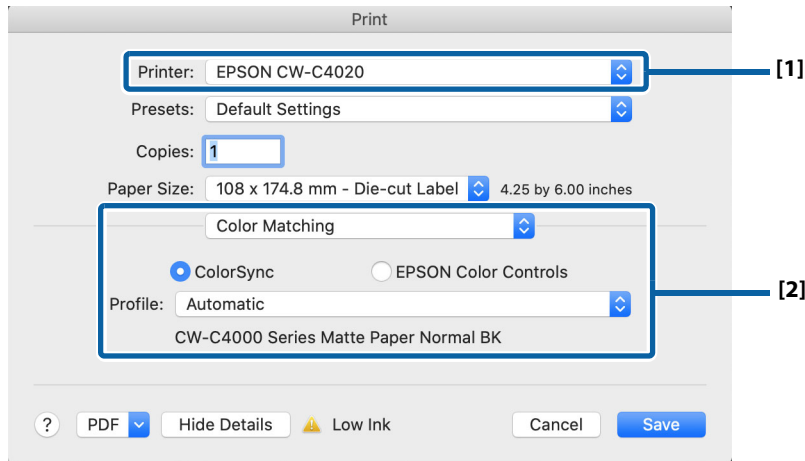 Print
Printer: EPSON CW-C4020 [1]
Presets: Default Settings
Copies: 1
Paper Size: 108 x 174.8 mm - Die-cut Label 4.25 by 6.00 inches
Color Matching
ColorSync EPSON Color Controls
[2]
Profile: Automatic
CW-C4000 Series Matte Paper Normal BK
? PDF Hide Details Low Ink Cancel Save